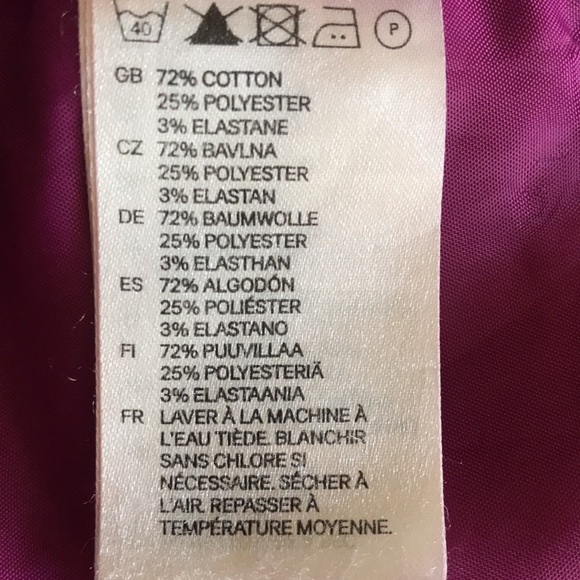 40 P
GB 72% COTTON
25% POLYESTER
3% ELASTANE
CZ 72% BAVLNA
25% POLYESTER
3% ELASTAN
DE 72% BAUMWOLLE
25% POLYESTER
3% ELASTHAN
ES 72% ALGODÓN
25% POLIÉSTER
3% ELASTANO
FI 72% PUUVILLAA
25% POLYESTERIÄ
3% ELASTAANIA
FR LAVER À LA MACHINE À
L'EAU TIÈDE. BLANCHIR
SANS CHLORE SI
NÉCESSAIRE. SÉCHER À
L'AIR. REPASSER À
TEMPÉRATURE MOYENNE.